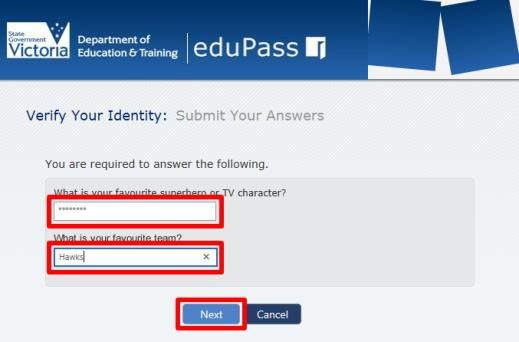 State
Government
Victoria
Department of
Education & Training
eduPass
Verify Your Identity: Submit Your Answers
You are required to answer the following.
What is your favourite superhero or TV character?
********
What is your favourite team?
Hawks ×
Next Cancel